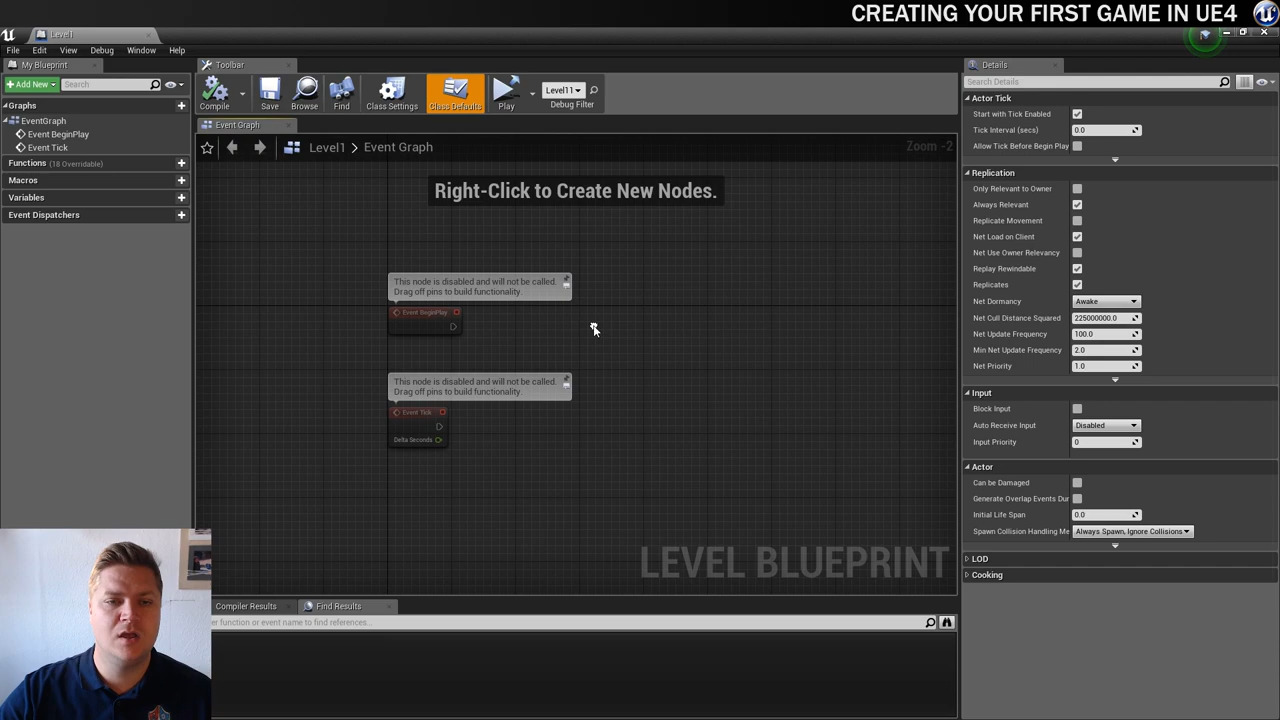 CREATING YOUR FIRST GAME IN UE4
Level1
File Edit View Debug Window Help
My Blueprint
Toolbar
Details
+Add New
Search
Compile
Save
Browse
Find
Class Settings
Class Defaults
Play
Level11
Debug Filter
Search Details
Graphs
EventGraph
Event BeginPlay
Event Tick
Functions (18 Overridable)
Macros
Variables
Event Dispatchers
Event Graph
Level1 > Event Graph
Zoom -2
Right-Click to Create New Nodes.
This node is disabled and will not be called.
Drag off pins to build functionality.
Event BeginPlay
This node is disabled and will not be called.
Drag off pins to build functionality.
Event Tick
Delta Seconds
LEVEL BLUEPRINT
Compiler Results
Find Results
function or event name to find references...
Actor Tick
Start with Tick Enabled
Tick Interval (secs) 0.0
Allow Tick Before Begin Play
Replication
Only Relevant to Owner
Always Relevant
Replicate Movement
Net Load on Client
Net Use Owner Relevancy
Replay Rewindable
Replicates
Net Dormancy Awake
Net Cull Distance Squared 225000000.0
Net Update Frequency 100.0
Min Net Update Frequency 2.0
Net Priority 1.0
Input
Block Input
Auto Receive Input Disabled
Input Priority 0
Actor
Can be Damaged
Generate Overlap Events Dur
Initial Life Span 0.0
Spawn Collision Handling Me Always Spawn, Ignore Collisions
LOD
Cooking